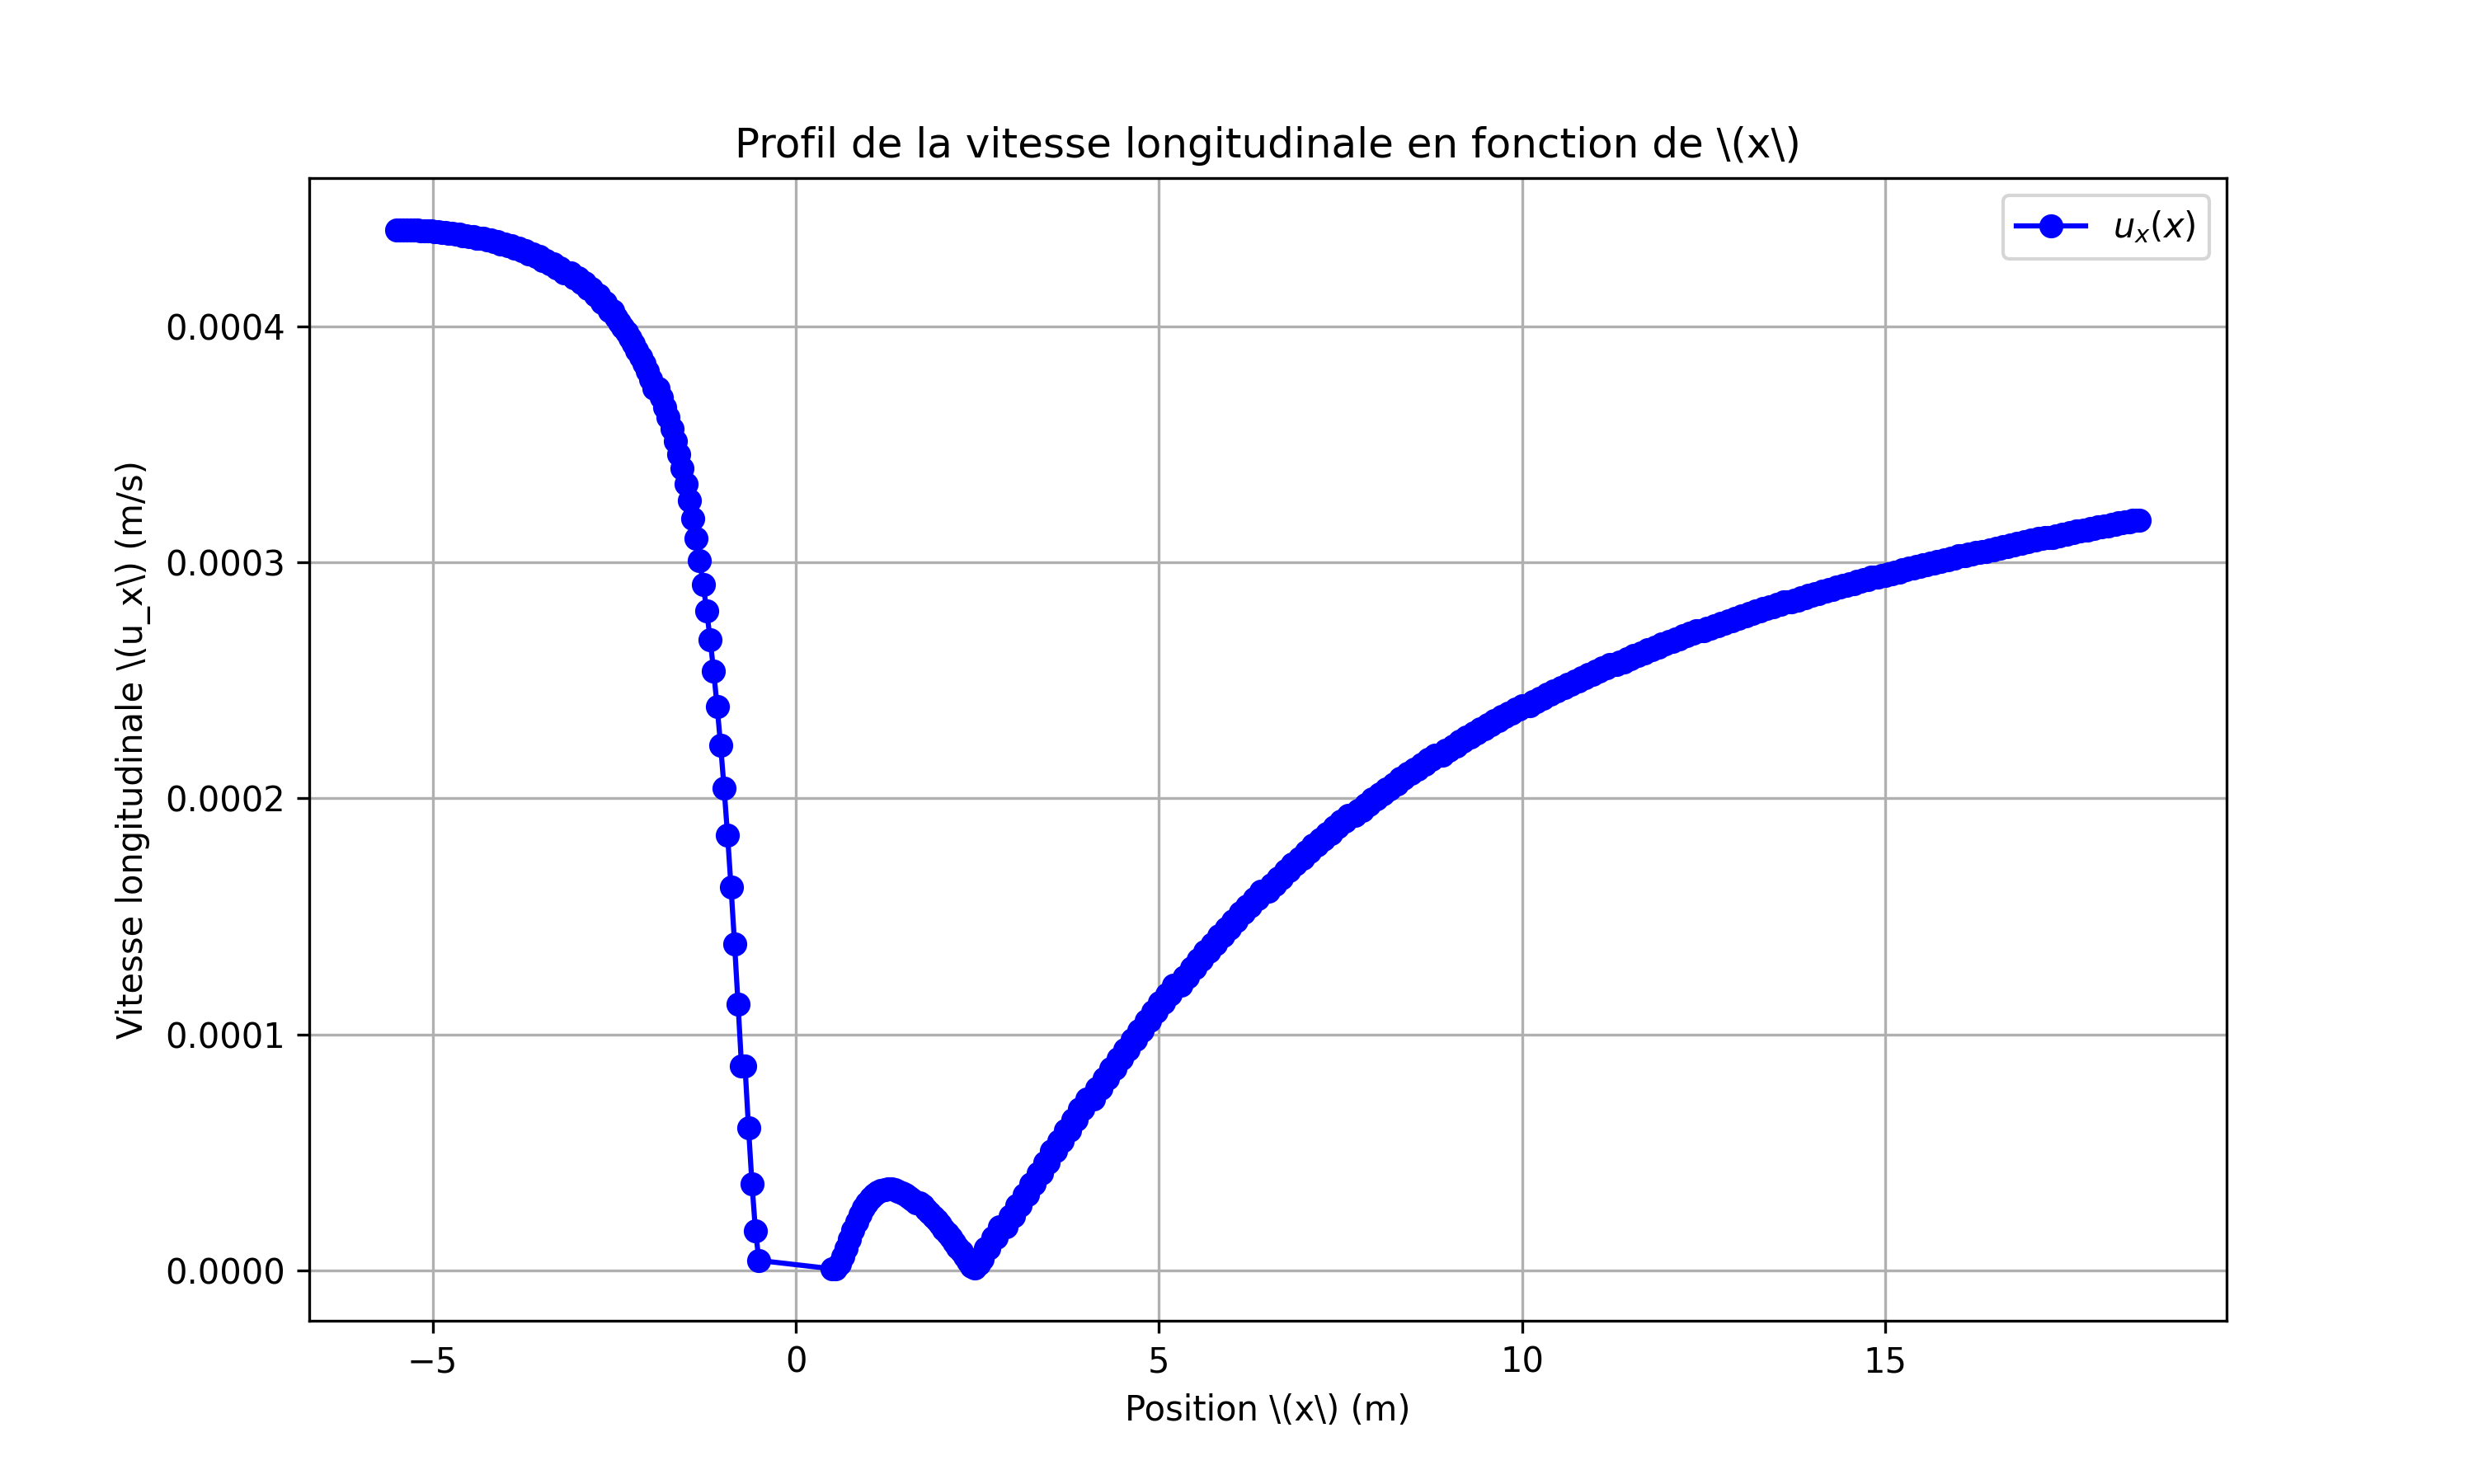 Profil de la vitesse longitudinale en fonction de \(x\)
u_x(x)
Vitesse longitudinale \(u_x\) (m/s)
0.0004
0.0003
0.0002
0.0001
0.0000
−5 0 5 10 15
Position \(x\) (m)